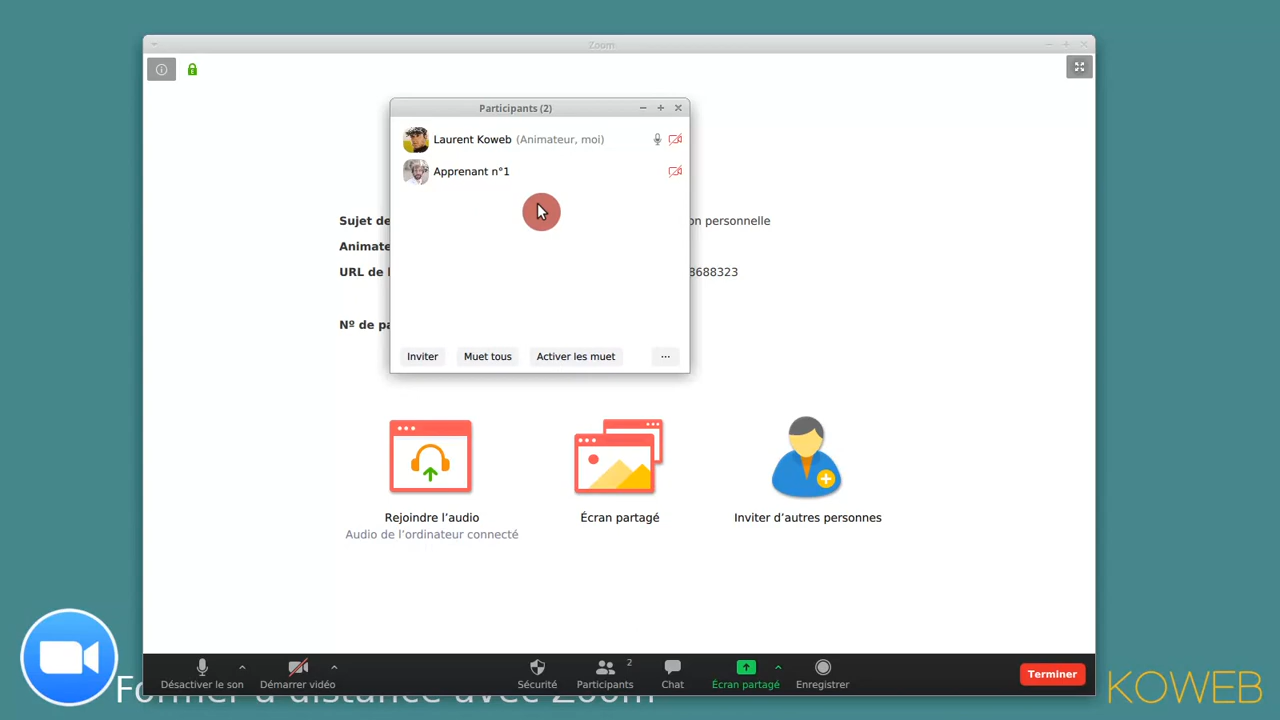 Zoom
Participants (2)
Laurent Koweb (Animateur, moi)
Apprenant n°1
Sujet de
on personnelle
Animate
URL de
8688323
Nº de pa
Inviter
Muet tous
Activer les muet
...
Rejoindre l’audio
Audio de l’ordinateur connecté
Écran partagé
Inviter d’autres personnes
Désactiver le son
Démarrer vidéo
Sécurité
Participants
2
Chat
Écran partagé
Enregistrer
Terminer
Former à distance avec Zoom
KOWEB